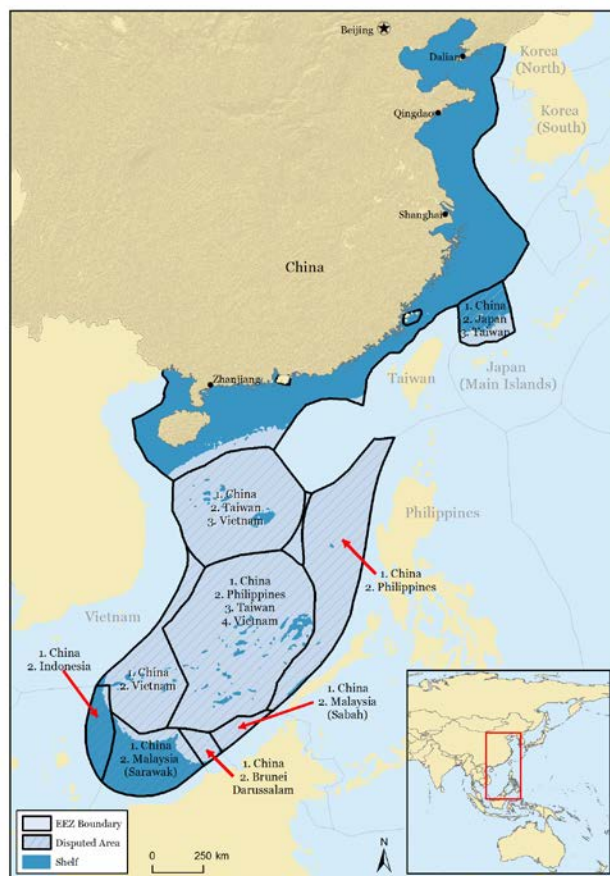 Beijing
Dalian
Korea
(North)
Qingdao
Korea
(South)
Shanghai
China
1. China
2. Japan
3. Taiwan
Taiwan
Japan
(Main Islands)
Zhanjiang
1. China
2. Taiwan
3. Vietnam
Philippines
1. China
2. Philippines
1. China
2. Philippines
3. Taiwan
4. Vietnam
Vietnam
1. China
2. Indonesia
1. China
2. Vietnam
1. China
2. Malaysia
(Sabah)
1. China
2. Malaysia
(Sarawak)
1. China
2. Brunei
Darussalam
EEZ Boundary
Disputed Area
Shelf
0 250 km
N